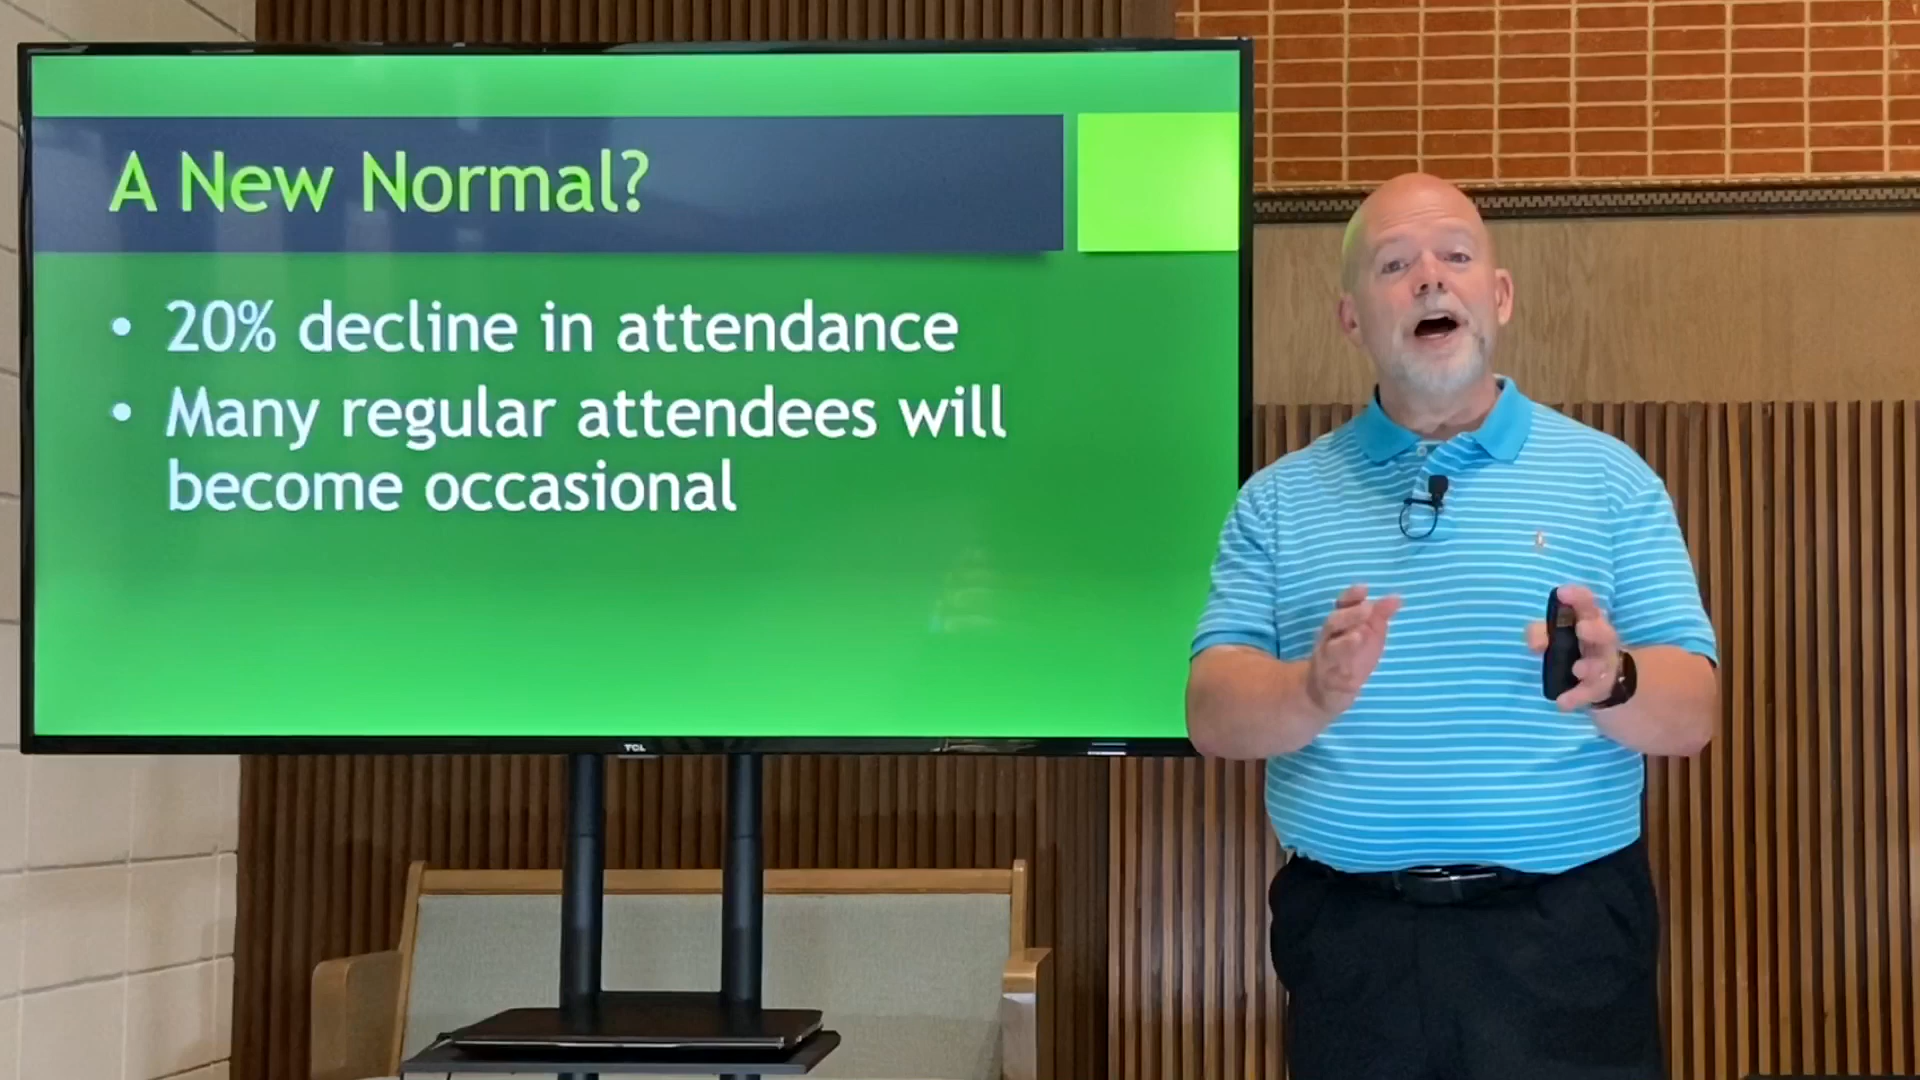 A New Normal?
• 20% decline in attendance
• Many regular attendees will
become occasional
TCL